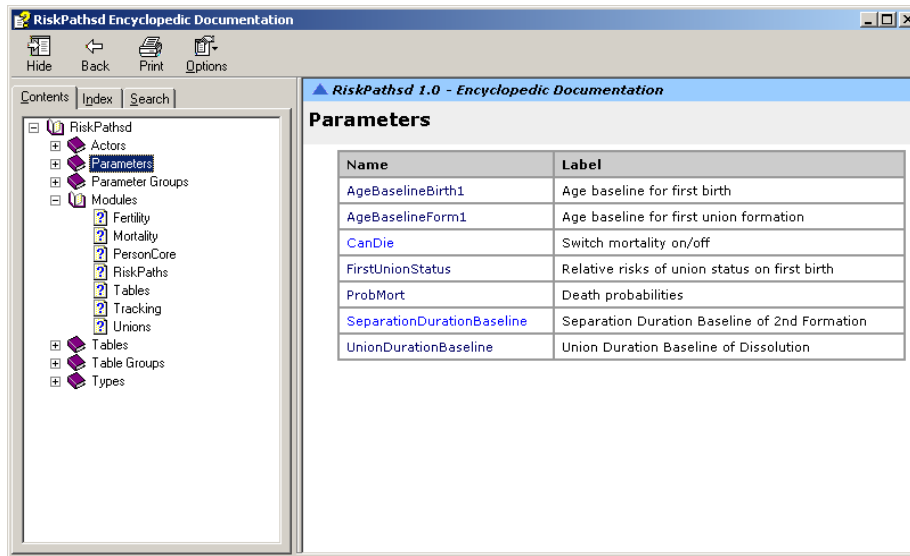 RiskPathsd Encyclopedic Documentation
Hide Back Print Options
Contents Index Search
RiskPathsd
Actors
Parameters
Parameter Groups
Modules
Fertility
Mortality
PersonCore
RiskPaths
Tables
Tracking
Unions
Tables
Table Groups
Types
RiskPathsd 1.0 - Encyclopedic Documentation
Parameters
Name Label
AgeBaselineBirth1 Age baseline for first birth
AgeBaselineForm1 Age baseline for first union formation
CanDie Switch mortality on/off
FirstUnionStatus Relative risks of union status on first birth
ProbMort Death probabilities
SeparationDurationBaseline Separation Duration Baseline of 2nd Formation
UnionDurationBaseline Union Duration Baseline of Dissolution